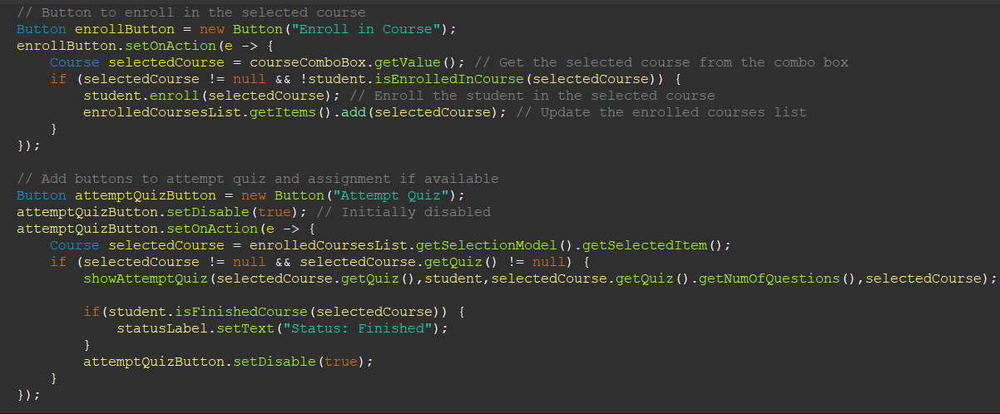 // Button to enroll in the selected course
Button enrollButton = new Button("Enroll in Course");
enrollButton.setOnAction(e -> {
    Course selectedCourse = courseComboBox.getValue(); // Get the selected course from the combo box
    if (selectedCourse != null && !student.isEnrolledInCourse(selectedCourse)) {
        student.enroll(selectedCourse); // Enroll the student in the selected course
        enrolledCoursesList.getItems().add(selectedCourse); // Update the enrolled courses list
    }
});

// Add buttons to attempt quiz and assignment if available
Button attemptQuizButton = new Button("Attempt Quiz");
attemptQuizButton.setDisable(true); // Initially disabled
attemptQuizButton.setOnAction(e -> {
    Course selectedCourse = enrolledCoursesList.getSelectionModel().getSelectedItem();
    if (selectedCourse != null && selectedCourse.getQuiz() != null) {
        showAttemptQuiz(selectedCourse.getQuiz(),student,selectedCourse.getQuiz().getNumOfQuestions(),selectedCourse);

        if(student.isFinishedCourse(selectedCourse)) {
            statusLabel.setText("Status: Finished");
        }
        attemptQuizButton.setDisable(true);
    }
});